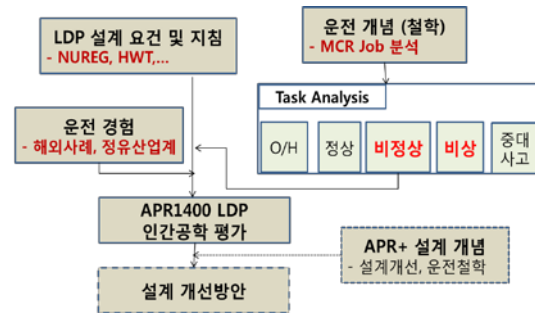 LDP 설계 요건 및 지침
- NUREG, HWT,...
운전 개념 (철학)
- MCR Job 분석
Task Analysis
O/H
정상
비정상
비상
중대
사고
운전 경험
- 해외사례, 정유산업계
APR1400 LDP
인간공학 평가
APR+ 설계 개념
- 설계개선, 운전철학
설계 개선방안